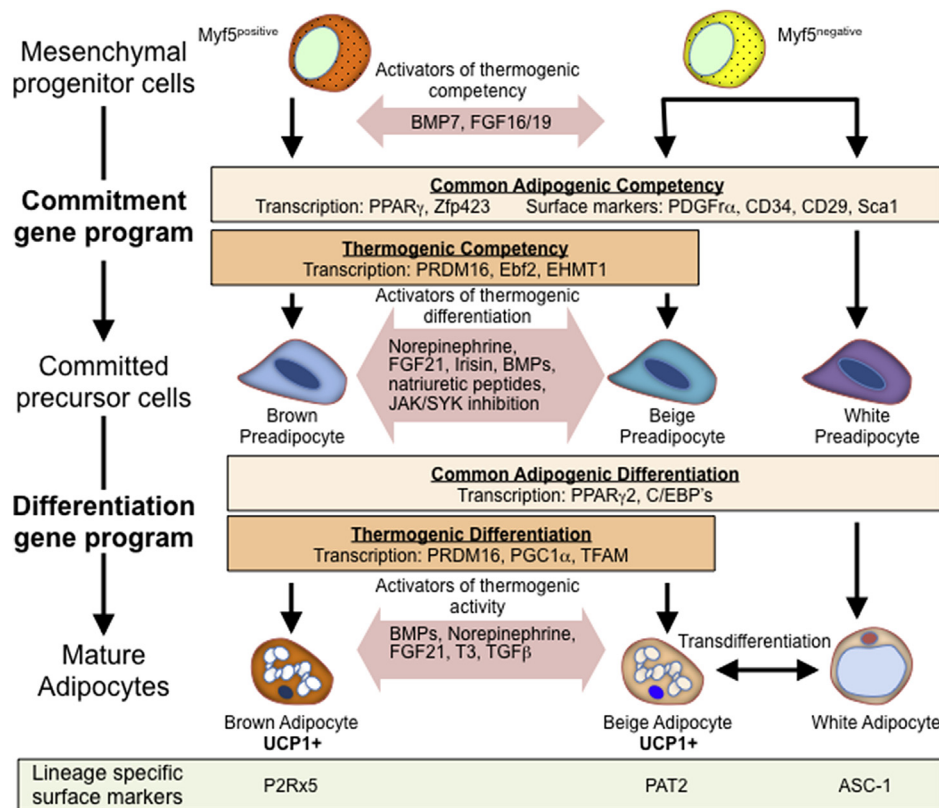 Mesenchymal
progenitor cells
Myf5positive
Myf5negative
Activators of thermogenic
competency
BMP7, FGF16/19
Commitment
gene program
Common Adipogenic Competency
Transcription: PPARγ, Zfp423 Surface markers: PDGFrα, CD34, CD29, Sca1
Thermogenic Competency
Transcription: PRDM16, Ebf2, EHMT1
Activators of thermogenic
differentiation
Norepinephrine,
FGF21, Irisin, BMPs,
natriuretic peptides,
JAK/SYK inhibition
Committed
precursor cells
Brown
Preadipocyte
Beige
Preadipocyte
White
Preadipocyte
Differentiation
gene program
Common Adipogenic Differentiation
Transcription: PPARγ2, C/EBP's
Thermogenic Differentiation
Transcription: PRDM16, PGC1α, TFAM
Activators of thermogenic
activity
BMPs, Norepinephrine,
FGF21, T3, TGFβ
Transdifferentiation
Mature
Adipocytes
Brown Adipocyte
UCP1+
Beige Adipocyte
UCP1+
White Adipocyte
Lineage specific
surface markers
P2Rx5
PAT2
ASC-1